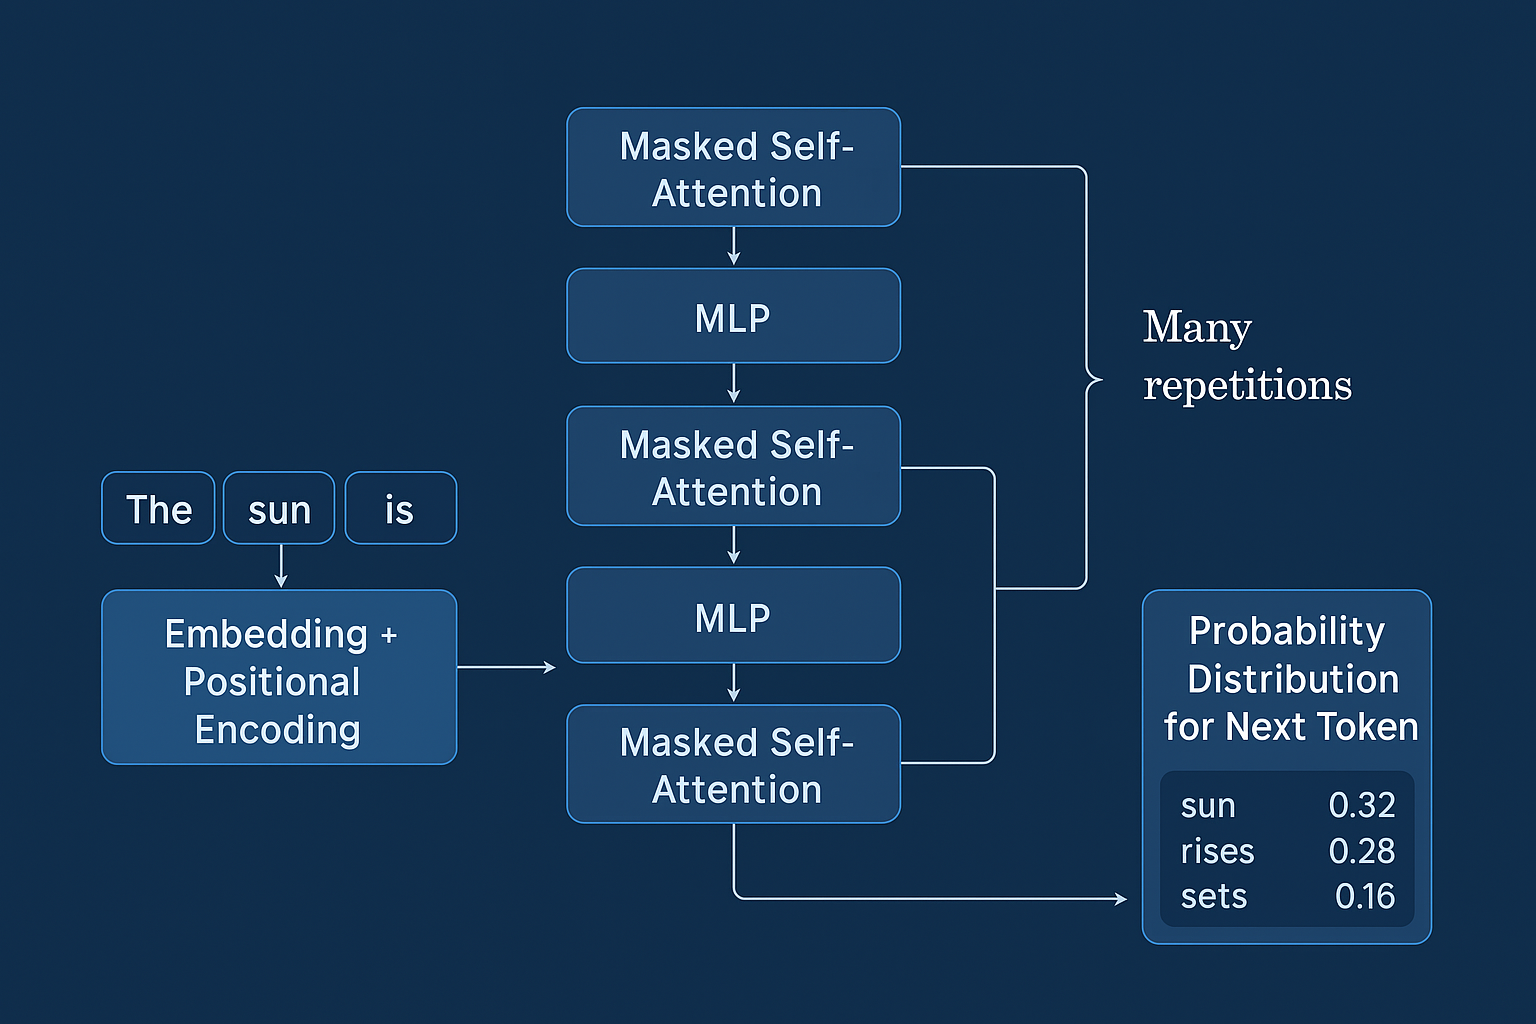 The sun is
Embedding +
Positional
Encoding
Masked Self-
Attention
MLP
Masked Self-
Attention
MLP
Masked Self-
Attention
Many
repetitions
Probability
Distribution
for Next Token
sun 0.32
rises 0.28
sets 0.16